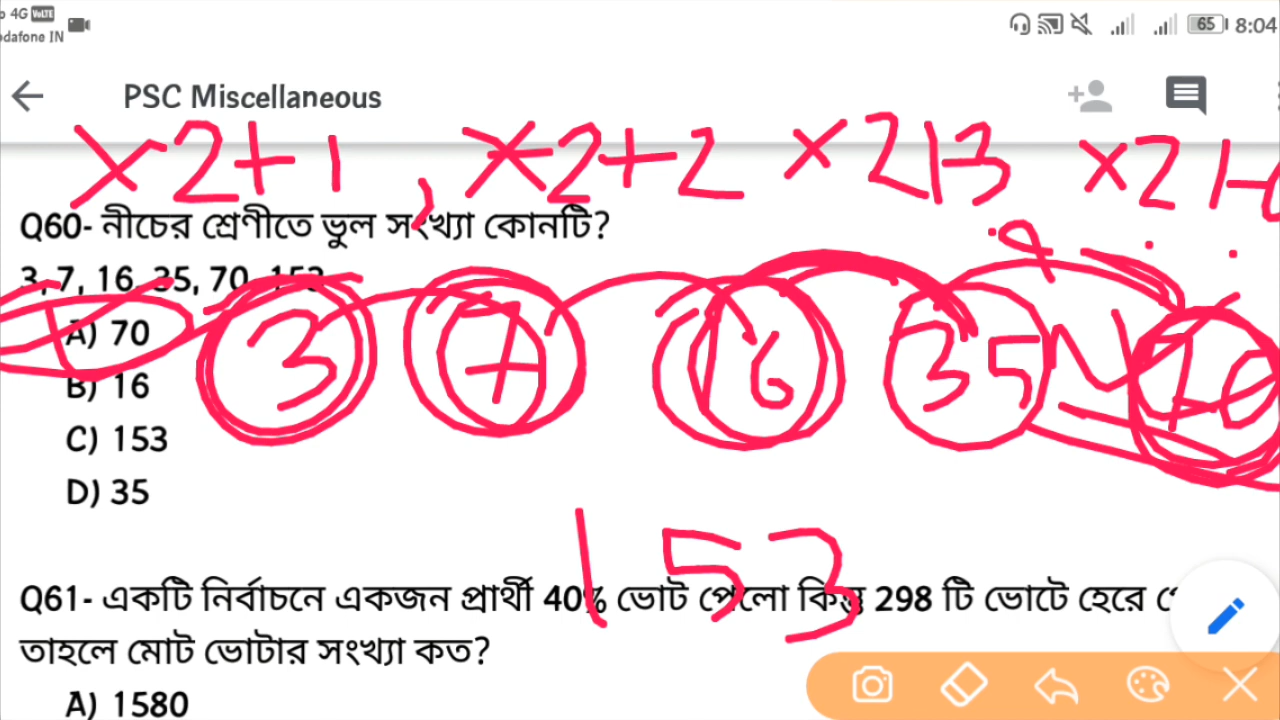 4G VoLTE
odafone IN
65 8:04
PSC Miscellaneous
×2+1, ×2+2 ×2+3 ×2+
Q60- নীচের শ্রেণীতে ভুল সংখ্যা কোনটি?
3, 7, 16, 35, 70, 153
A) 70
3 7 16 35 70
B) 16
C) 153
D) 35
153
Q61- একটি নির্বাচনে একজন প্রার্থী 40% ভোট পেলো কিন্তু 298 টি ভোটে হেরে
তাহলে মোট ভোটার সংখ্যা কত?
A) 1580